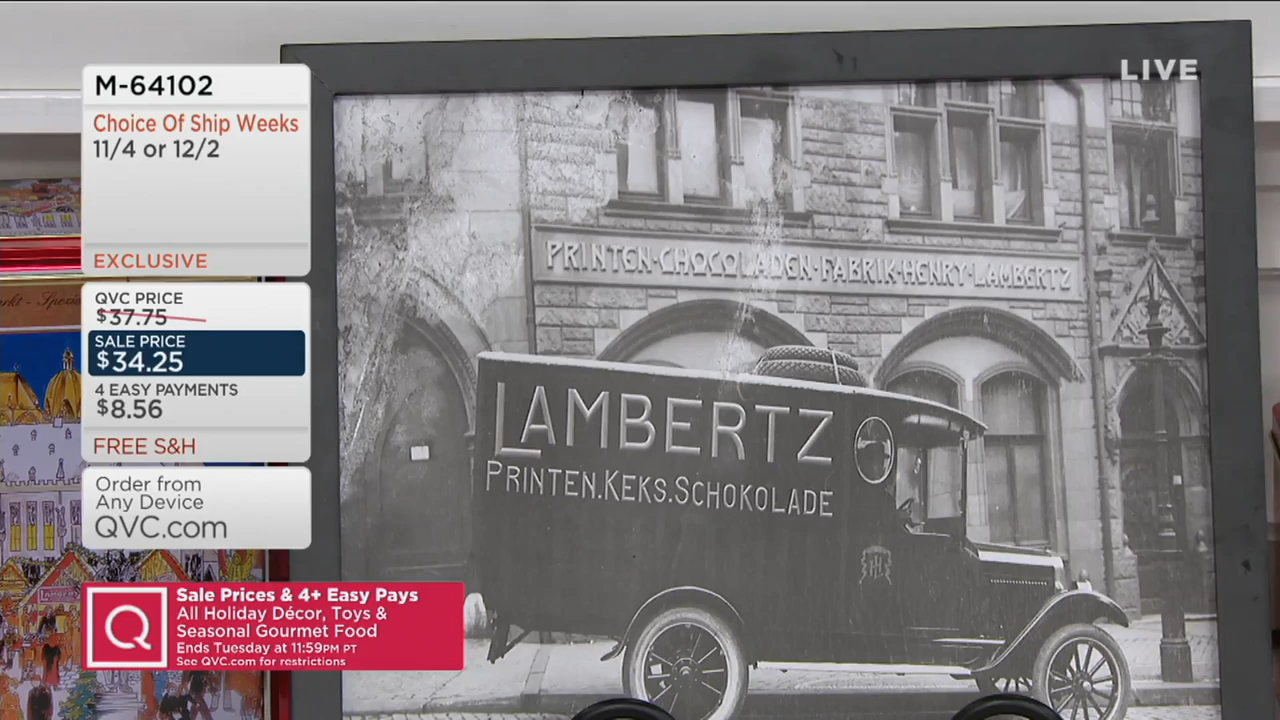 LIVE
M-64102
Choice Of Ship Weeks
11/4 or 12/2
EXCLUSIVE
QVC PRICE
$37.75
SALE PRICE
$34.25
4 EASY PAYMENTS
$8.56
FREE S&H
Order from
Any Device
QVC.com
Q
Sale Prices & 4+ Easy Pays
All Holiday Décor, Toys &
Seasonal Gourmet Food
Ends Tuesday at 11:59PM PT
See QVC.com for restrictions
PRINTEN·CHOCOLADEN·FABRIK·HENRY·LAMBERTZ
LAMBERTZ
PRINTEN.KEKS.SCHOKOLADE